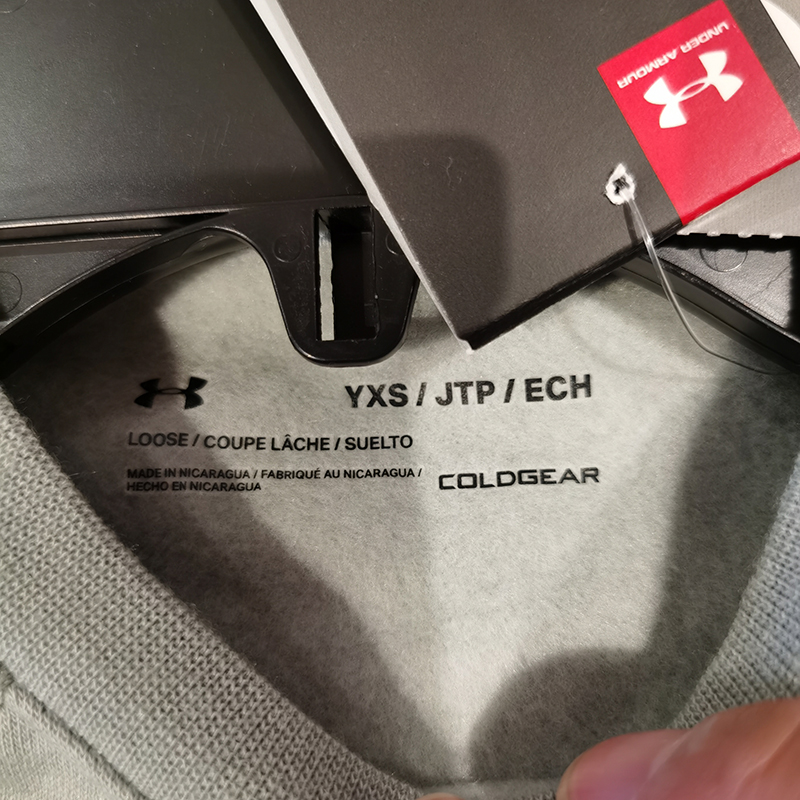 UNDER ARMOUR
YXS / JTP / ECH
LOOSE / COUPE LÂCHE / SUELTO
MADE IN NICARAGUA / FABRIQUÉ AU NICARAGUA /
HECHO EN NICARAGUA
COLDGEAR